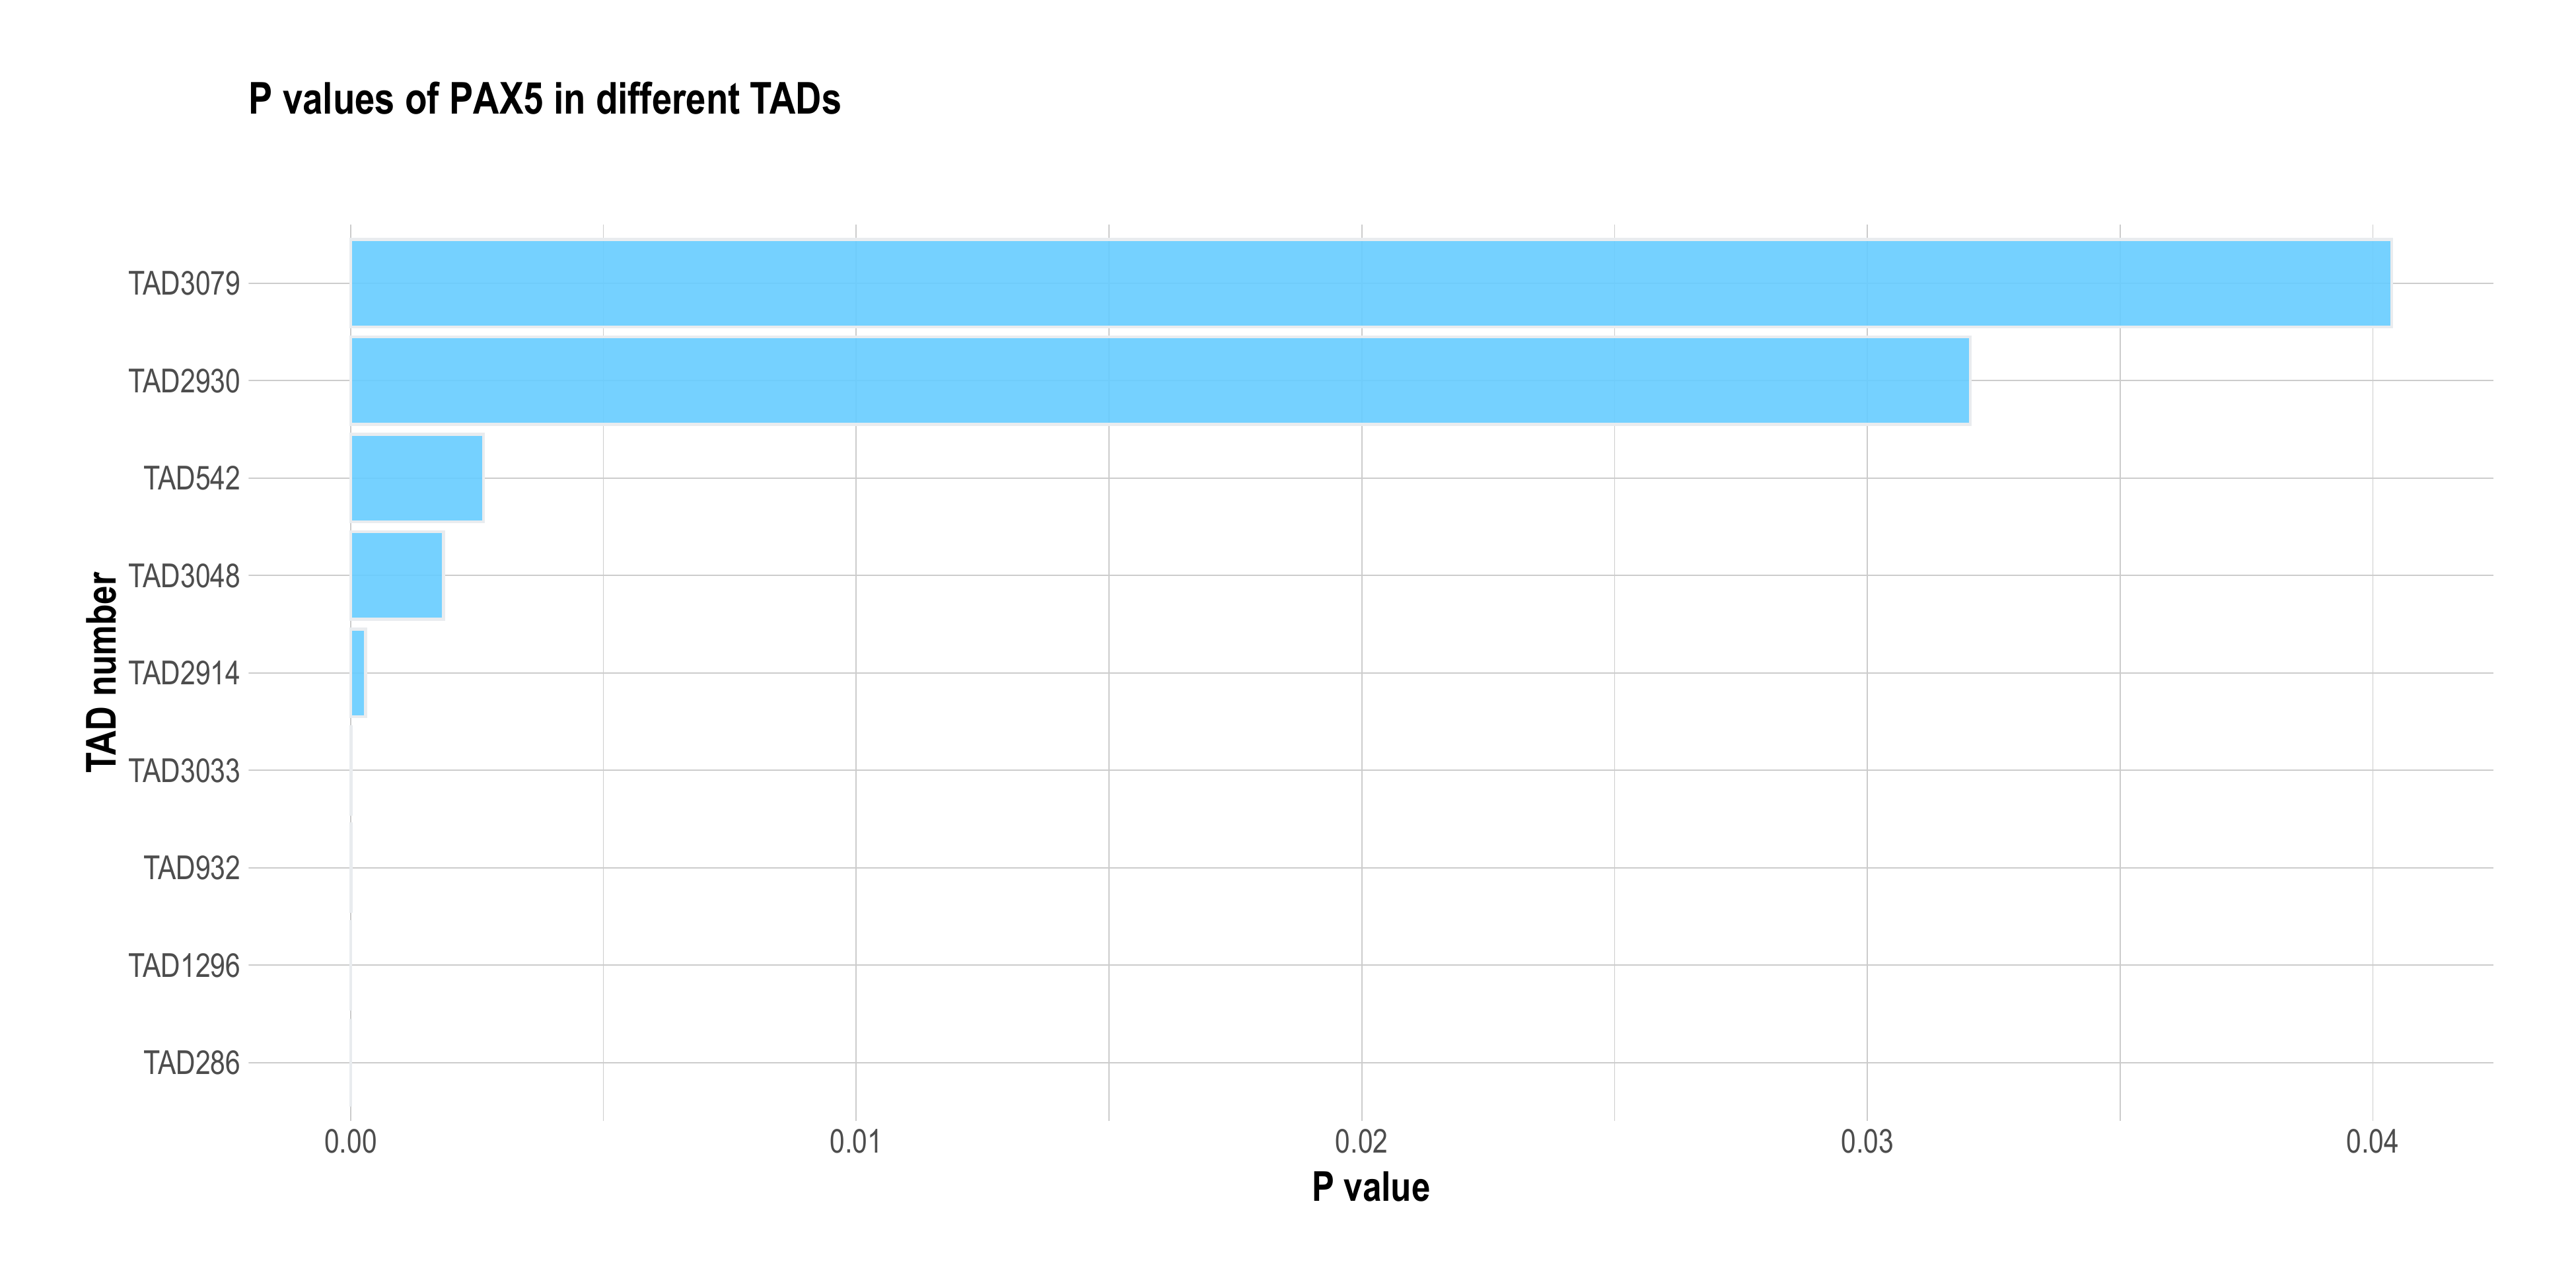 P values of PAX5 in different TADs
TAD3079
TAD2930
TAD542
TAD3048
TAD2914
TAD3033
TAD932
TAD1296
TAD286
TAD number
0.00 0.01 0.02 0.03 0.04
P value